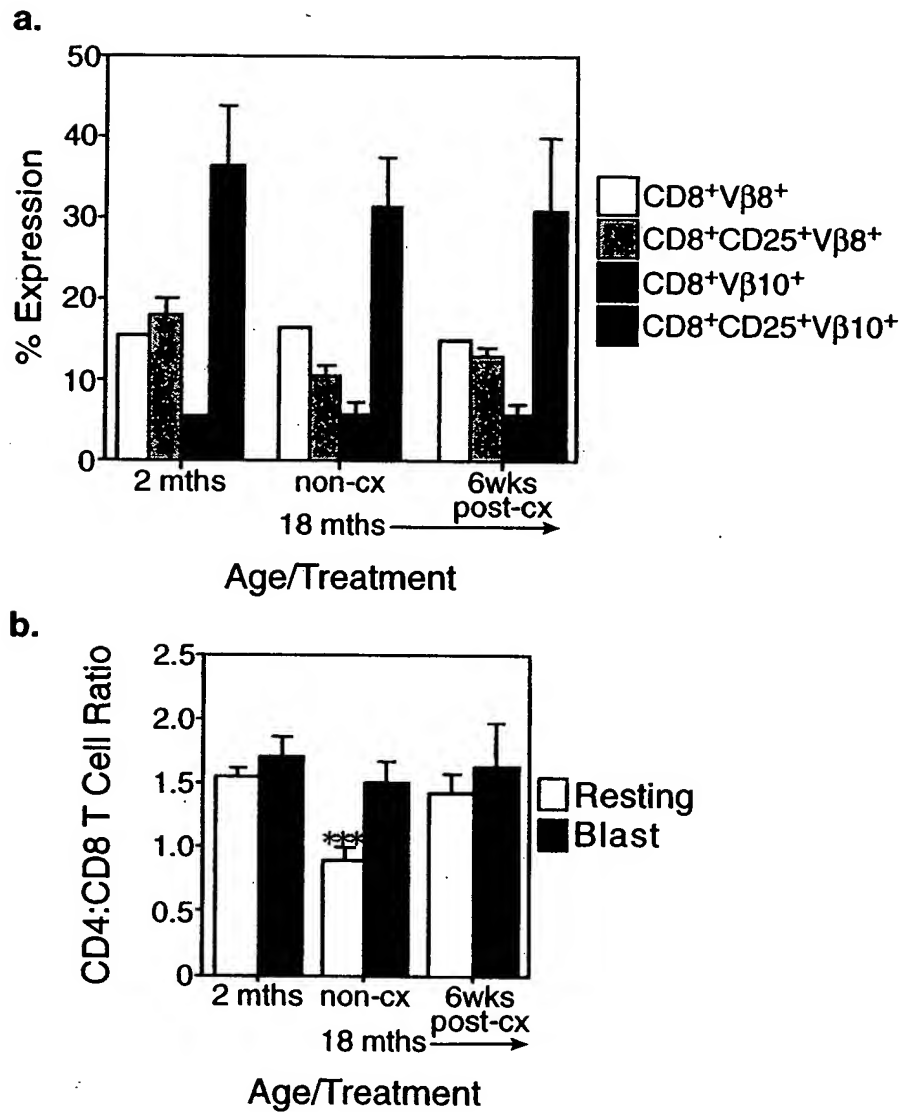 a.
50
40
30
20
10
0
% Expression
CD8⁺Vβ8⁺
CD8⁺CD25⁺Vβ8⁺
CD8⁺Vβ10⁺
CD8⁺CD25⁺Vβ10⁺
2 mths
non-cx
6wks
post-cx
18 mths
Age/Treatment
b.
2.5
2.0
1.5
1.0
0.5
0
CD4:CD8 T Cell Ratio
***
Resting
Blast
2 mths
non-cx
6wks
post-cx
18 mths
Age/Treatment